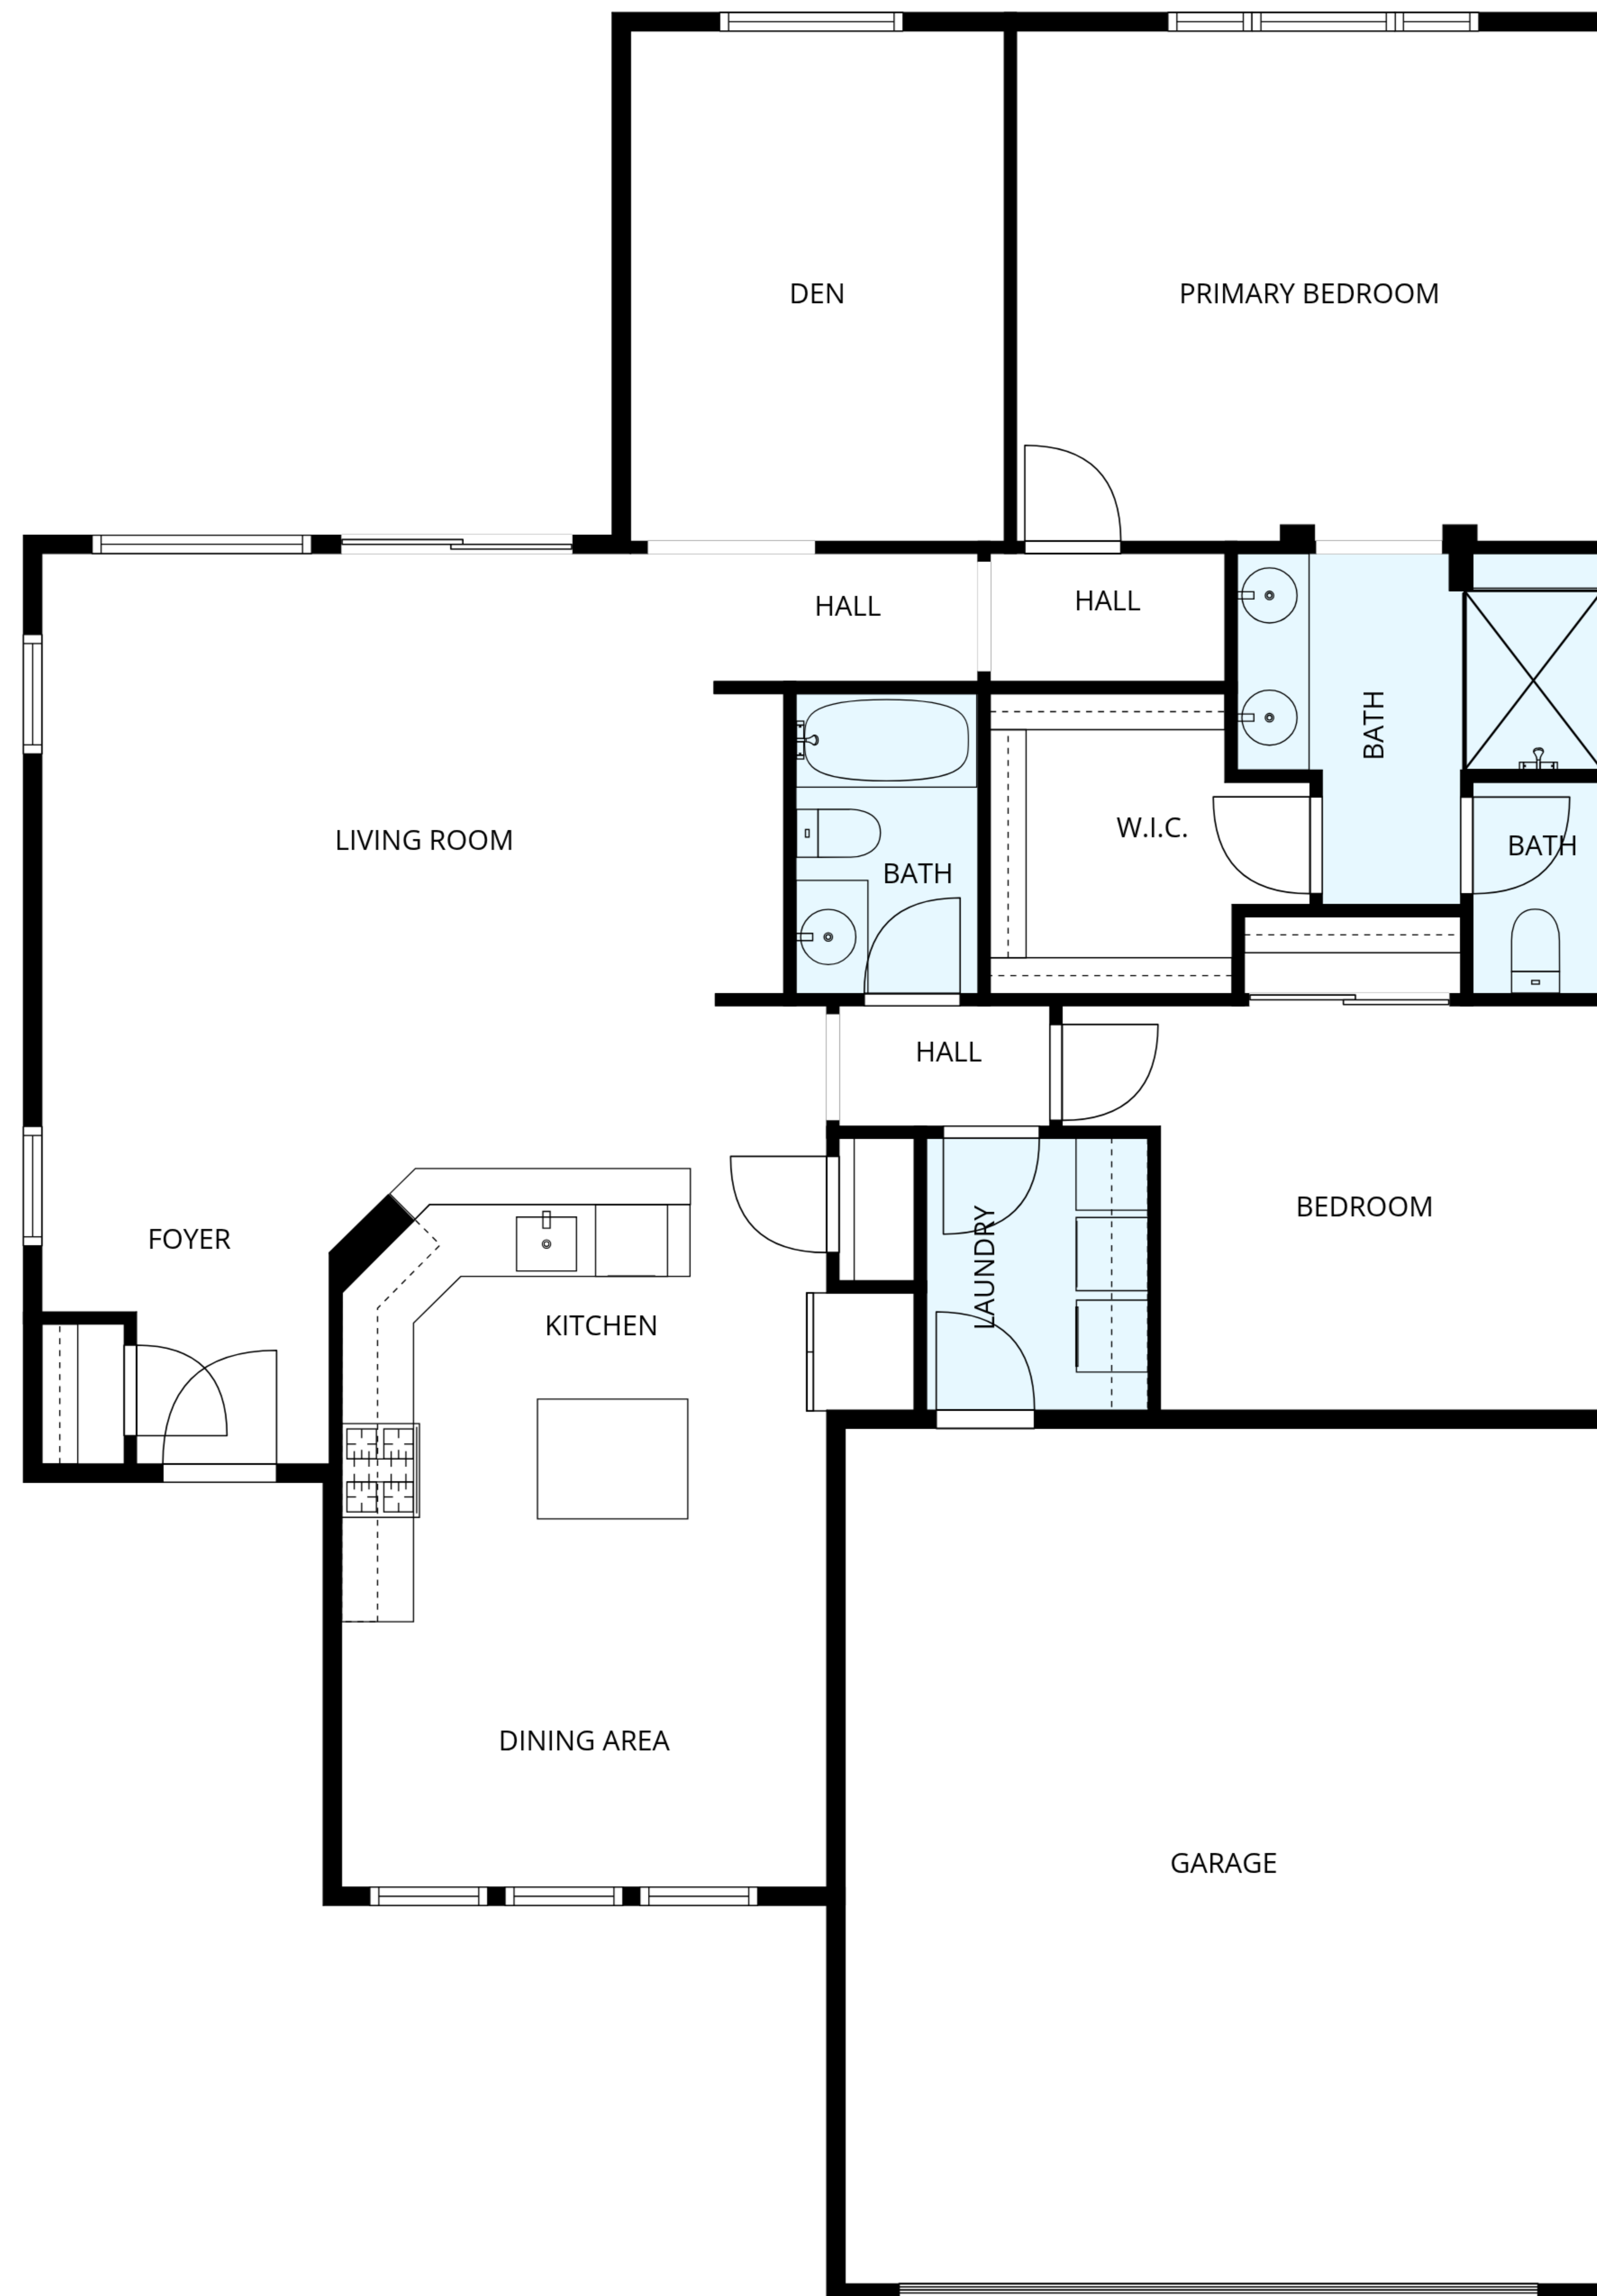 DEN
PRIMARY BEDROOM
HALL
HALL
BATH
LIVING ROOM
W.I.C.
BATH
BATH
HALL
BEDROOM
LAUNDRY
FOYER
KITCHEN
DINING AREA
GARAGE